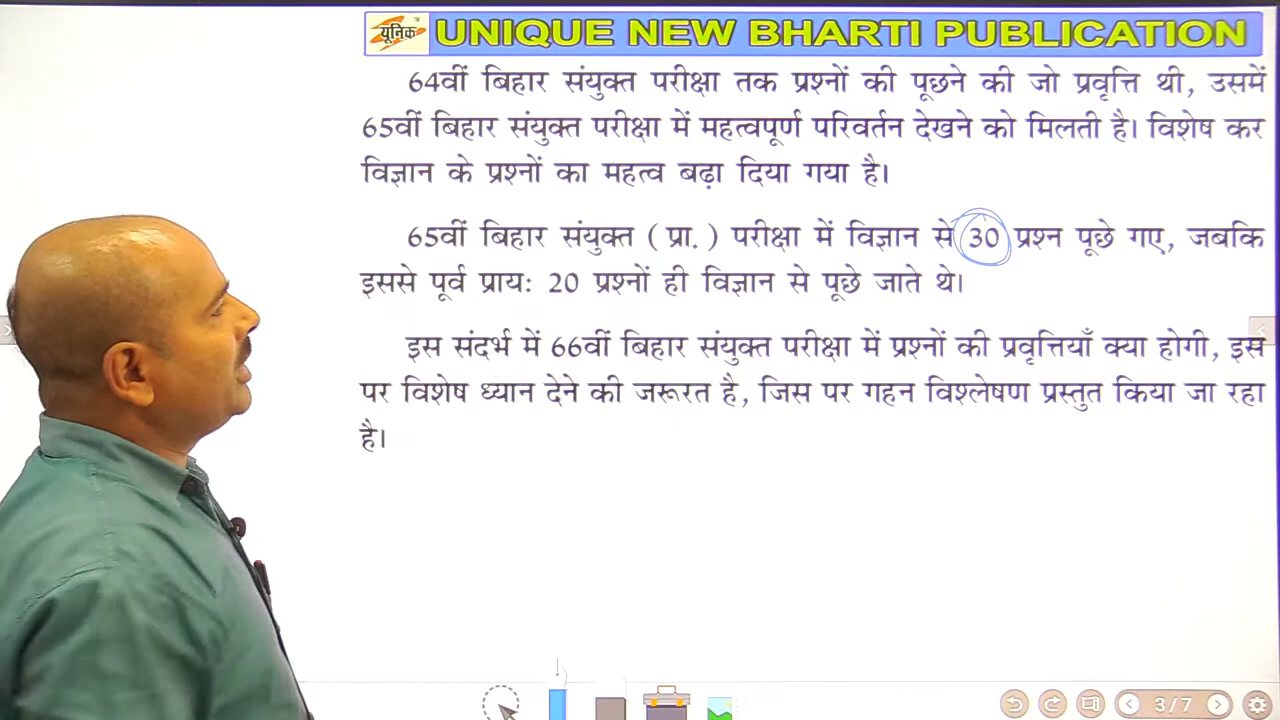 यूनिक
UNIQUE NEW BHARTI PUBLICATION
64वीं बिहार संयुक्त परीक्षा तक प्रश्नों की पूछने की जो प्रवृत्ति थी, उसमें
65वीं बिहार संयुक्त परीक्षा में महत्वपूर्ण परिवर्तन देखने को मिलती है। विशेष कर
विज्ञान के प्रश्नों का महत्व बढ़ा दिया गया है।
65वीं बिहार संयुक्त ( प्रा. ) परीक्षा में विज्ञान से 30 प्रश्न पूछे गए, जबकि
इससे पूर्व प्रायः 20 प्रश्नों ही विज्ञान से पूछे जाते थे।
इस संदर्भ में 66वीं बिहार संयुक्त परीक्षा में प्रश्नों की प्रवृत्तियाँ क्या होगी, इस
पर विशेष ध्यान देने की जरूरत है, जिस पर गहन विश्लेषण प्रस्तुत किया जा रहा
है।
3/7